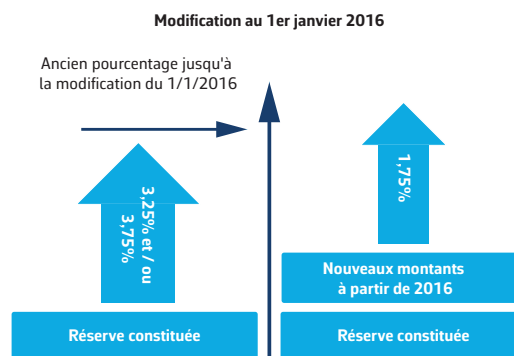 Modification au 1er janvier 2016
Ancien pourcentage jusqu'à
la modification du 1/1/2016
3,25% et / ou
3,75%
1,75%
Nouveaux montants
à partir de 2016
Réserve constituée
Réserve constituée